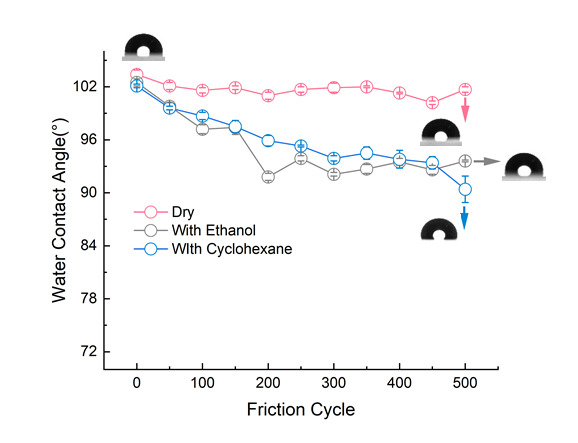 102
96
90
84
78
72
Water Contact Angle(°)
Dry
With Ethanol
WIth Cyclohexane
0 100 200 300 400 500
Friction Cycle